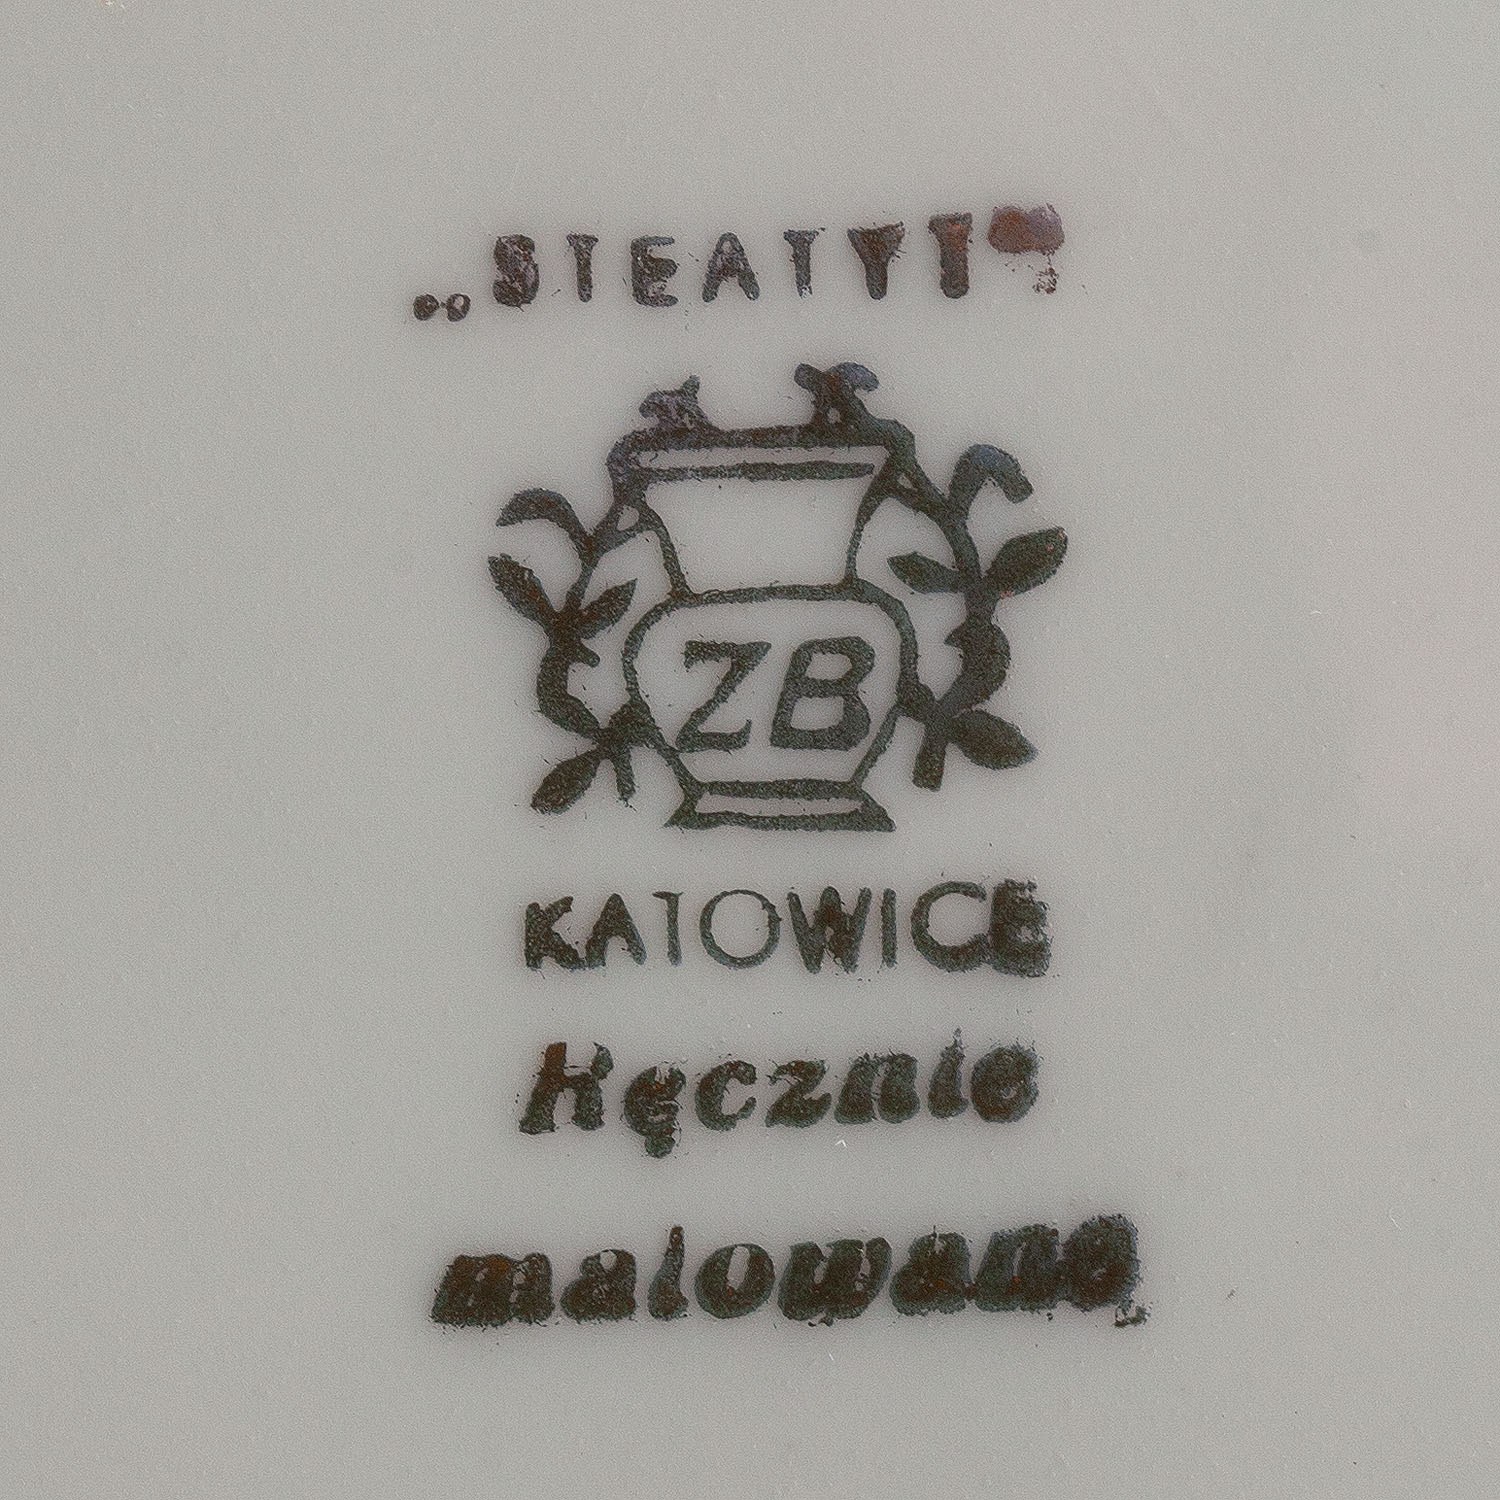 „STEATYT"
ZB
KATOWICE
Ręcznie
malowane